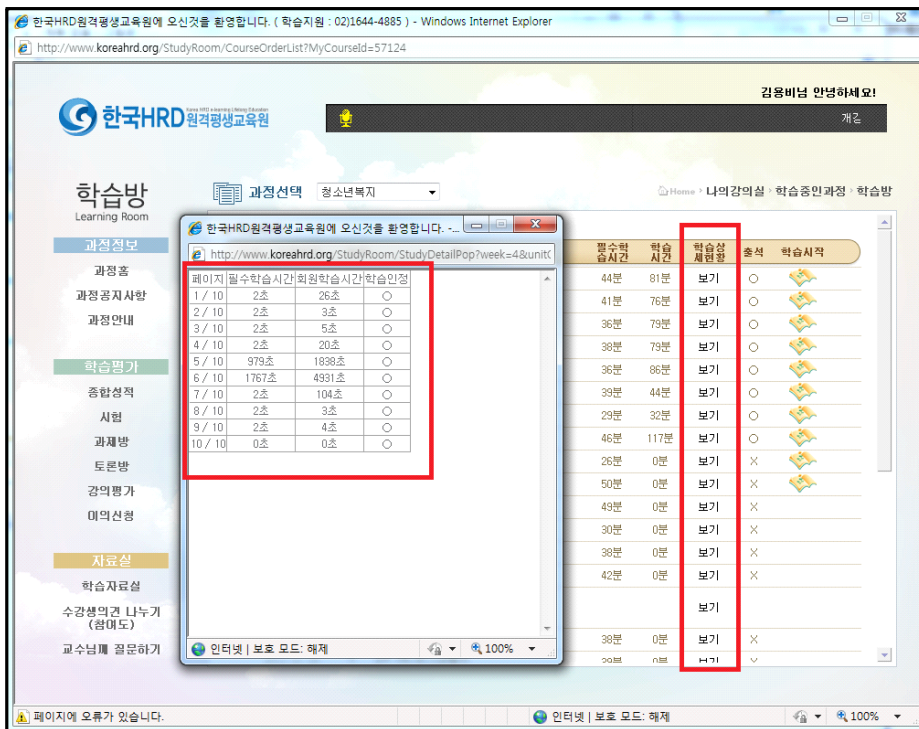 한국HRD원격평생교육원에 오신것을 환영합니다. ( 학습지원 : 02)1644-4885 ) - Windows Internet Explorer
http://www.koreahrd.org/StudyRoom/CourseOrderList?MyCourseId=57124
김용비님 안녕하세요!
한국HRD 원격평생교육원
개강
학습방
Learning Room
과정선택 청소년복지
Home 나의강의실 학습중인과정 학습방
과정정보
과정홈
과정공지사항
과정안내
학습평가
종합성적
시험
과제방
토론방
강의평가
이의신청
자료실
학습자료실
수강생의견 나누기
(참여도)
교수님께 질문하기
한국HRD원격평생교육원에 오신것을 환영합니다. -...
http://www.koreahrd.org/StudyRoom/StudyDetailPop?week=4&unit(
페이지 필수학습시간 회원학습시간 학습인정
1 / 10 2초 26초 ○
2 / 10 2초 3초 ○
3 / 10 2초 5초 ○
4 / 10 2초 20초 ○
5 / 10 979초 1838초 ○
6 / 10 1767초 4931초 ○
7 / 10 2초 104초 ○
8 / 10 2초 3초 ○
9 / 10 2초 4초 ○
10 / 10 0초 0초 ○
인터넷 | 보호 모드: 해제 100%
필수학습시간 학습시간 학습상세현황 출석 학습시작
44분 81분 보기 ○
41분 76분 보기 ○
36분 79분 보기 ○
38분 79분 보기 ○
36분 86분 보기 ○
39분 44분 보기 ○
29분 32분 보기 ○
46분 117분 보기 ○
26분 0분 보기 X
50분 0분 보기 X
49분 0분 보기 X
30분 0분 보기 X
38분 0분 보기 X
42분 0분 보기 X
보기
38분 0분 보기 X
29분 0분 보기 X
페이지에 오류가 있습니다.
인터넷 | 보호 모드: 해제 100%